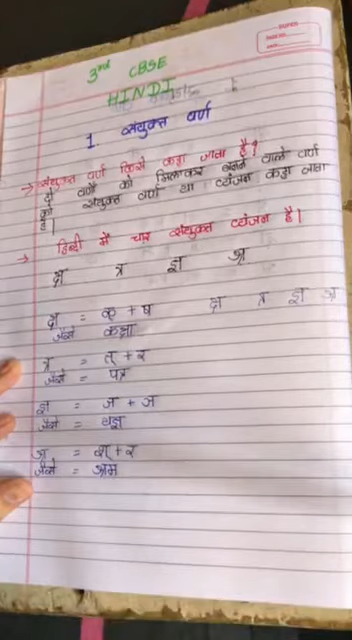 3rd CBSE
HINDI
1. संयुक्त वर्ण
→ संयुक्त वर्ण किसे कहा जाता है?
दो वर्णों को मिलाकर बनने वाले वर्ण
को संयुक्त वर्ण या व्यंजन कहा जाता
है।
→ हिन्दी में चार संयुक्त व्यंजन है।
क्ष त्र ज्ञ श्र
क्ष = क् + ष क्ष त्र ज्ञ श्र
जैसे कक्षा
त्र = त् + र
जैसे = पत्र
ज्ञ = ज + ञ
जैसे = यज्ञ
श्र = श् + र
जैसे = श्रम